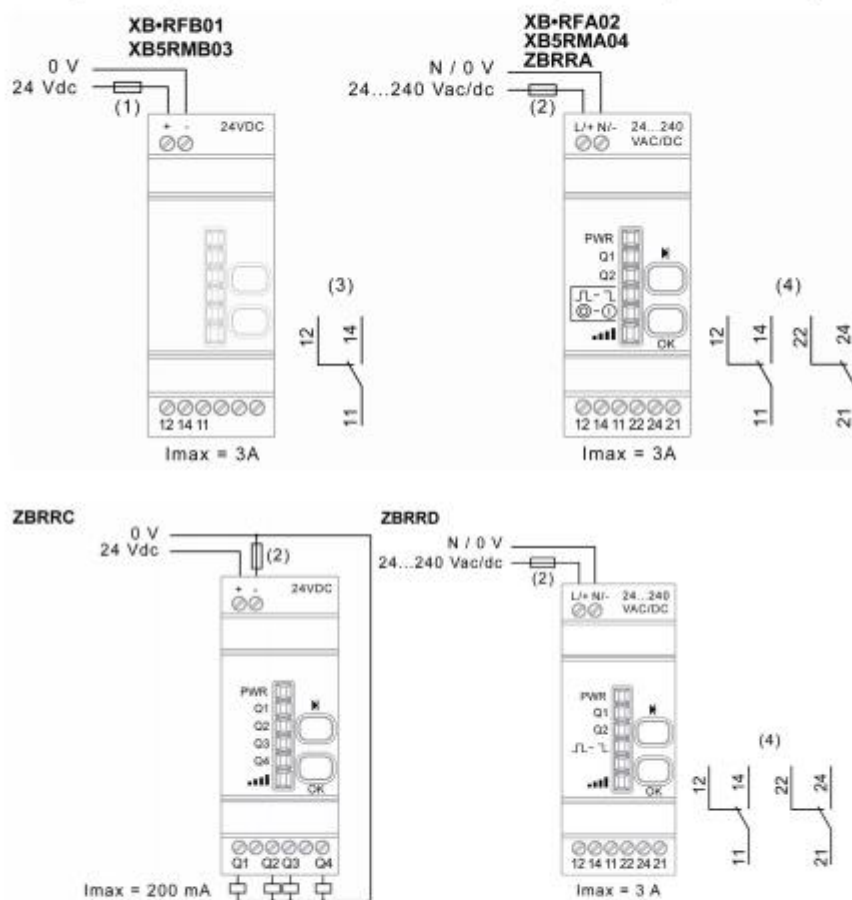 XB•RFB01
XB5RMB03
0 V
24 Vdc
(1)
+ -
24VDC
(3)
12
14
11
12 14 11
Imax = 3A
XB•RFA02
XB5RMA04
ZBRRA
N / 0 V
24...240 Vac/dc
(2)
L/+ N/-
24...240
VAC/DC
PWR
Q1
Q2
OK
(4)
12
14
11
22
24
21
12 14 11 22 24 21
Imax = 3A
ZBRRC
0 V
24 Vdc
(2)
+ -
24VDC
PWR
Q1
Q2
Q3
Q4
OK
Q1 Q2 Q3 Q4
Imax = 200 mA
ZBRRD
N / 0 V
24...240 Vac/dc
(2)
L/+ N/-
24...240
VAC/DC
PWR
Q1
Q2
OK
(4)
12
14
11
22
24
21
12 14 11 22 24 21
Imax = 3 A